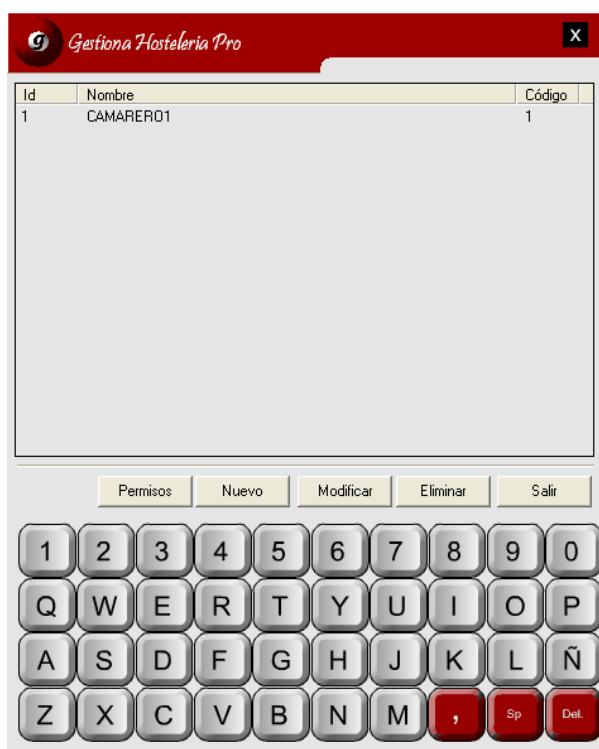 g Gestiona Hosteleria Pro X
Id Nombre Código
1 CAMARERO1 1
Permisos Nuevo Modificar Eliminar Salir
1 2 3 4 5 6 7 8 9 0
Q W E R T Y U I O P
A S D F G H J K L Ñ
Z X C V B N M , Sp Del.